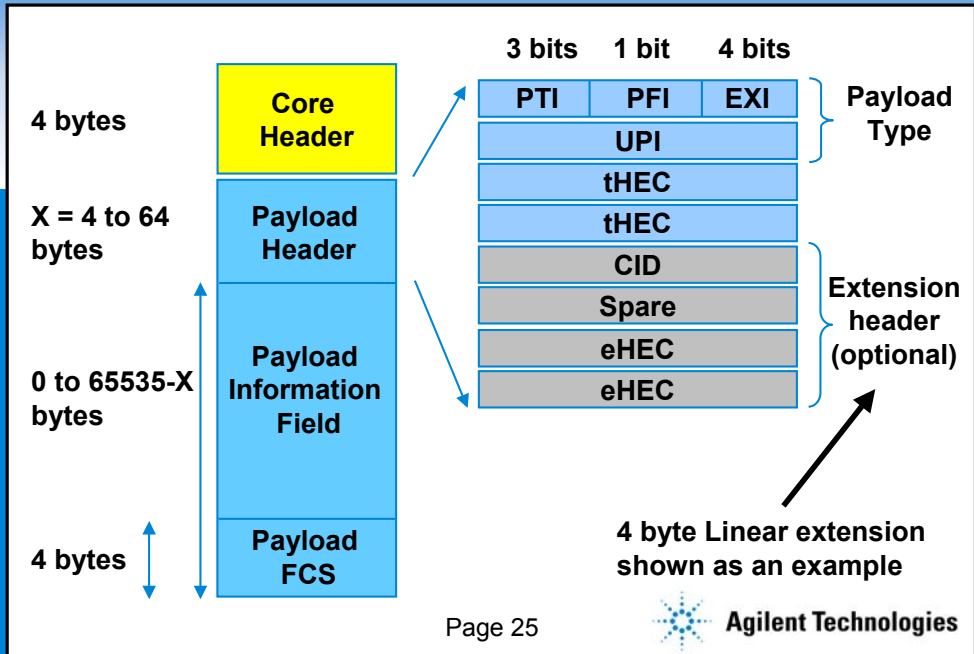 3 bits 1 bit 4 bits
4 bytes
Core
Header
PTI PFI EXI
Payload
Type
UPI
tHEC
X = 4 to 64
bytes
Payload
Header
tHEC
CID
Spare
eHEC
eHEC
Extension
header
(optional)
0 to 65535-X
bytes
Payload
Information
Field
4 bytes
Payload
FCS
4 byte Linear extension
shown as an example
Page 25
Agilent Technologies